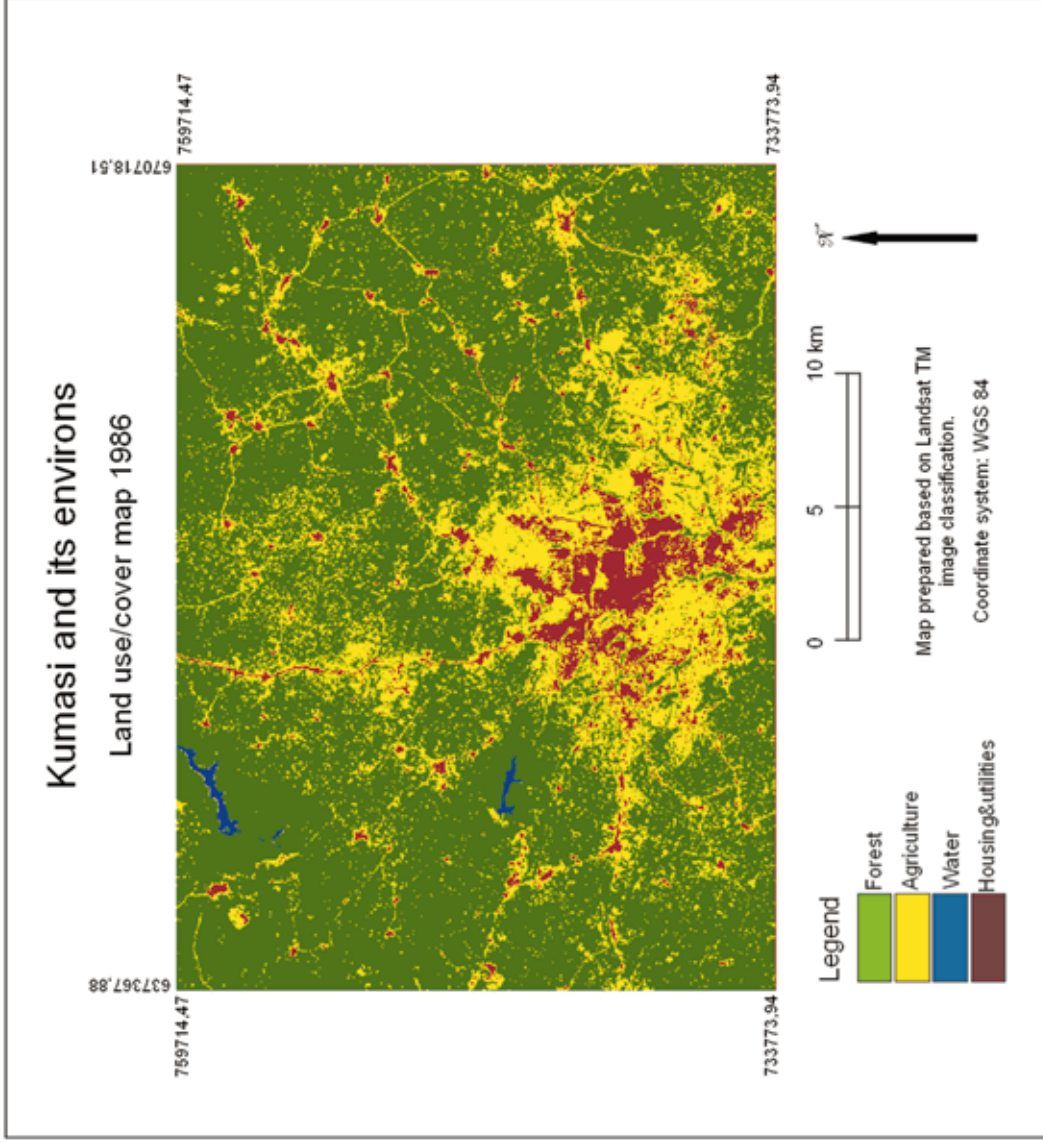 Kumasi and its environs
Land use/cover map 1986
759714,47
759714,47
637367,88
670718,51
733773,94
733773,94
Legend
Forest
Agriculture
Water
Housing&utilities
0 5 10 km
Map prepared based on Landsat TM
image classification.
Coordinate system: WGS 84
N